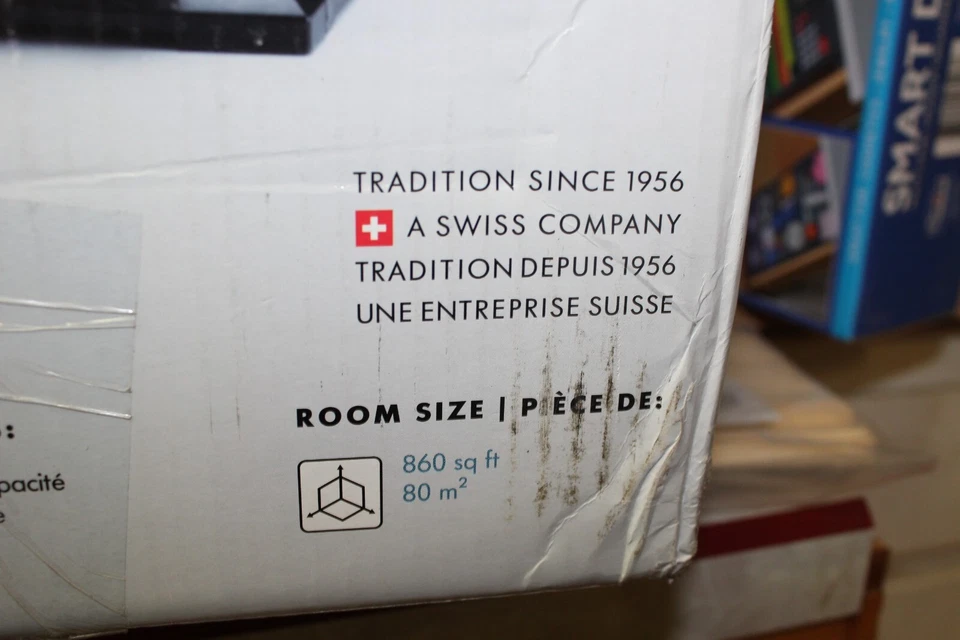 TRADITION SINCE 1956
A SWISS COMPANY
TRADITION DEPUIS 1956
UNE ENTREPRISE SUISSE
ROOM SIZE | PIÈCE DE:
860 sq ft
80 m²
pacité
e
SMART D